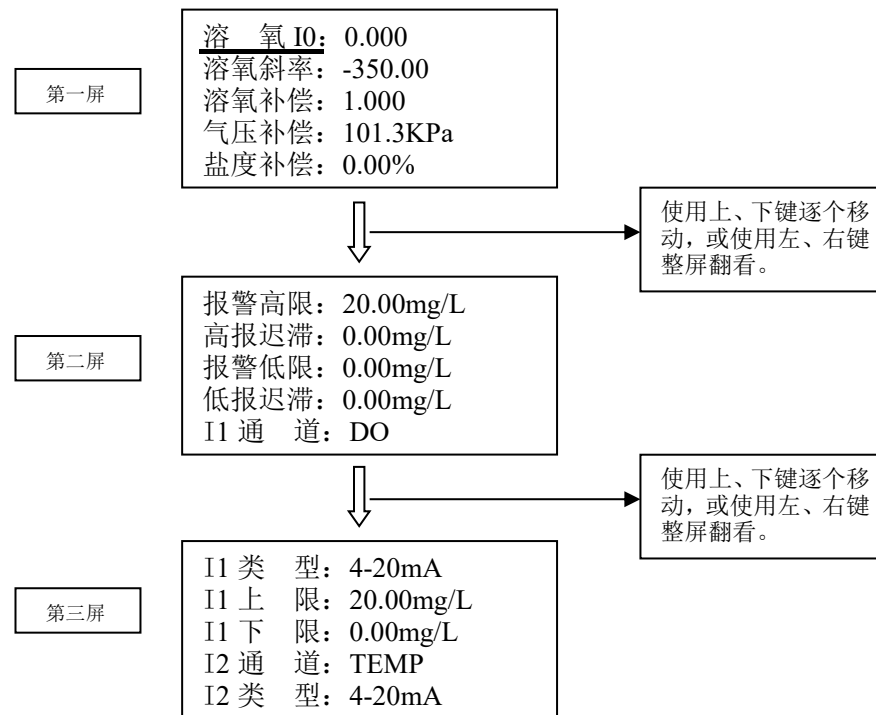 第一屏
溶 氧 I0：0.000
溶氧斜率：-350.00
溶氧补偿：1.000
气压补偿：101.3KPa
盐度补偿：0.00%
使用上、下键逐个移
动，或使用左、右键
整屏翻看。
第二屏
报警高限：20.00mg/L
高报迟滞：0.00mg/L
报警低限：0.00mg/L
低报迟滞：0.00mg/L
I1 通 道：DO
使用上、下键逐个移
动，或使用左、右键
整屏翻看。
第三屏
I1 类 型：4-20mA
I1 上 限：20.00mg/L
I1 下 限：0.00mg/L
I2 通 道：TEMP
I2 类 型：4-20mA